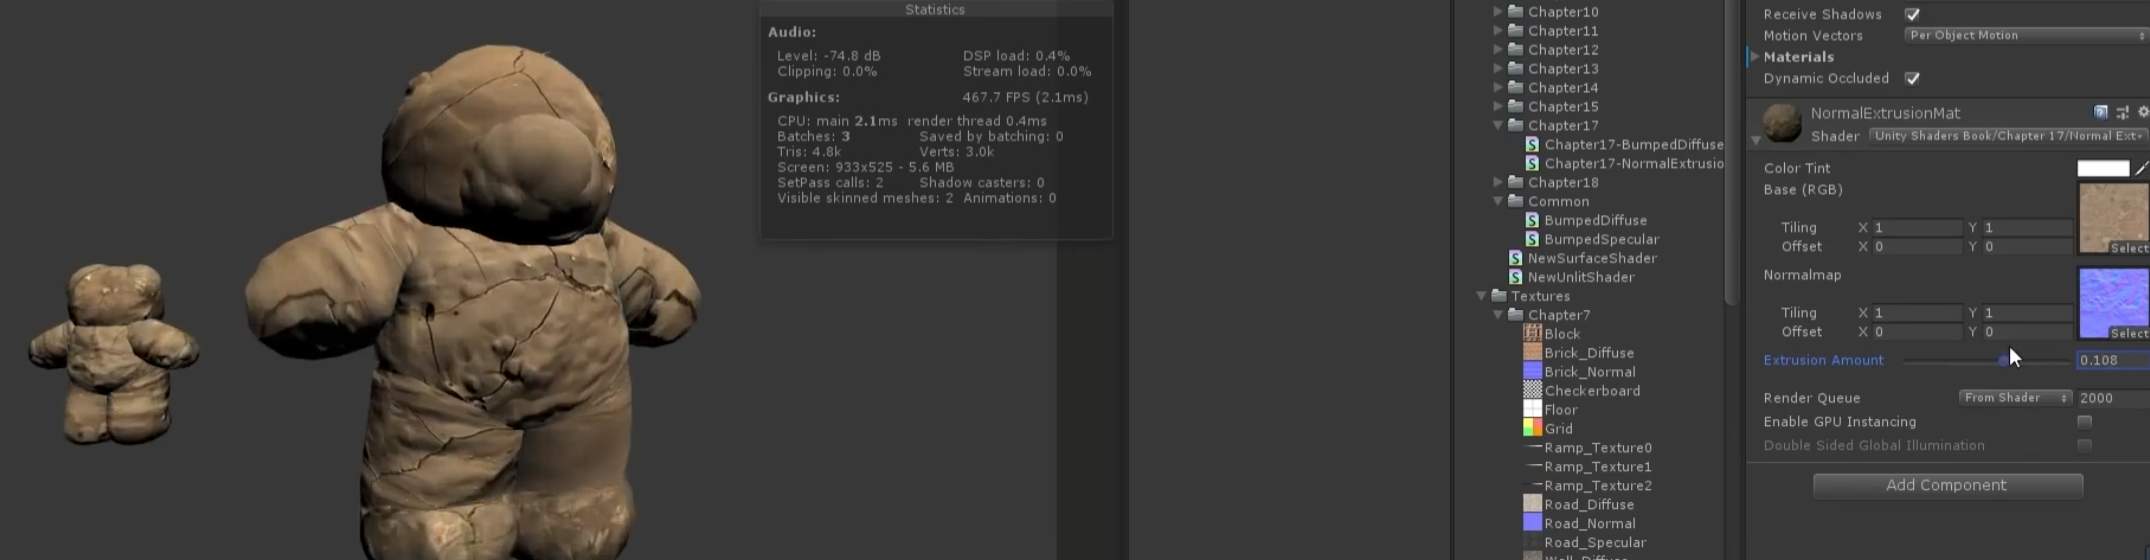 Statistics
Audio:
Level: -74.8 dB DSP load: 0.4%
Clipping: 0.0% Stream load: 0.0%
Graphics: 467.7 FPS (2.1ms)
CPU: main 2.1ms render thread 0.4ms
Batches: 3 Saved by batching: 0
Tris: 4.8k Verts: 3.0k
Screen: 933x525 - 5.6 MB
SetPass calls: 2 Shadow casters: 0
Visible skinned meshes: 2 Animations: 0
Chapter10
Chapter11
Chapter12
Chapter13
Chapter14
Chapter15
Chapter17
Chapter17-BumpedDiffuse
Chapter17-NormalExtrusio
Chapter18
Common
BumpedDiffuse
BumpedSpecular
NewSurfaceShader
NewUnlitShader
Textures
Chapter7
Block
Brick_Diffuse
Brick_Normal
Checkerboard
Floor
Grid
Ramp_Texture0
Ramp_Texture1
Ramp_Texture2
Road_Diffuse
Road_Normal
Road_Specular
Receive Shadows
Motion Vectors Per Object Motion
Materials
Dynamic Occluded
NormalExtrusionMat
Shader Unity Shaders Book/Chapter 17/Normal Ext
Color Tint
Base (RGB)
Tiling X 1 Y 1
Offset X 0 Y 0
Select
Normalmap
Tiling X 1 Y 1
Offset X 0 Y 0
Select
Extrusion Amount 0.108
Render Queue From Shader 2000
Enable GPU Instancing
Double Sided Global Illumination
Add Component